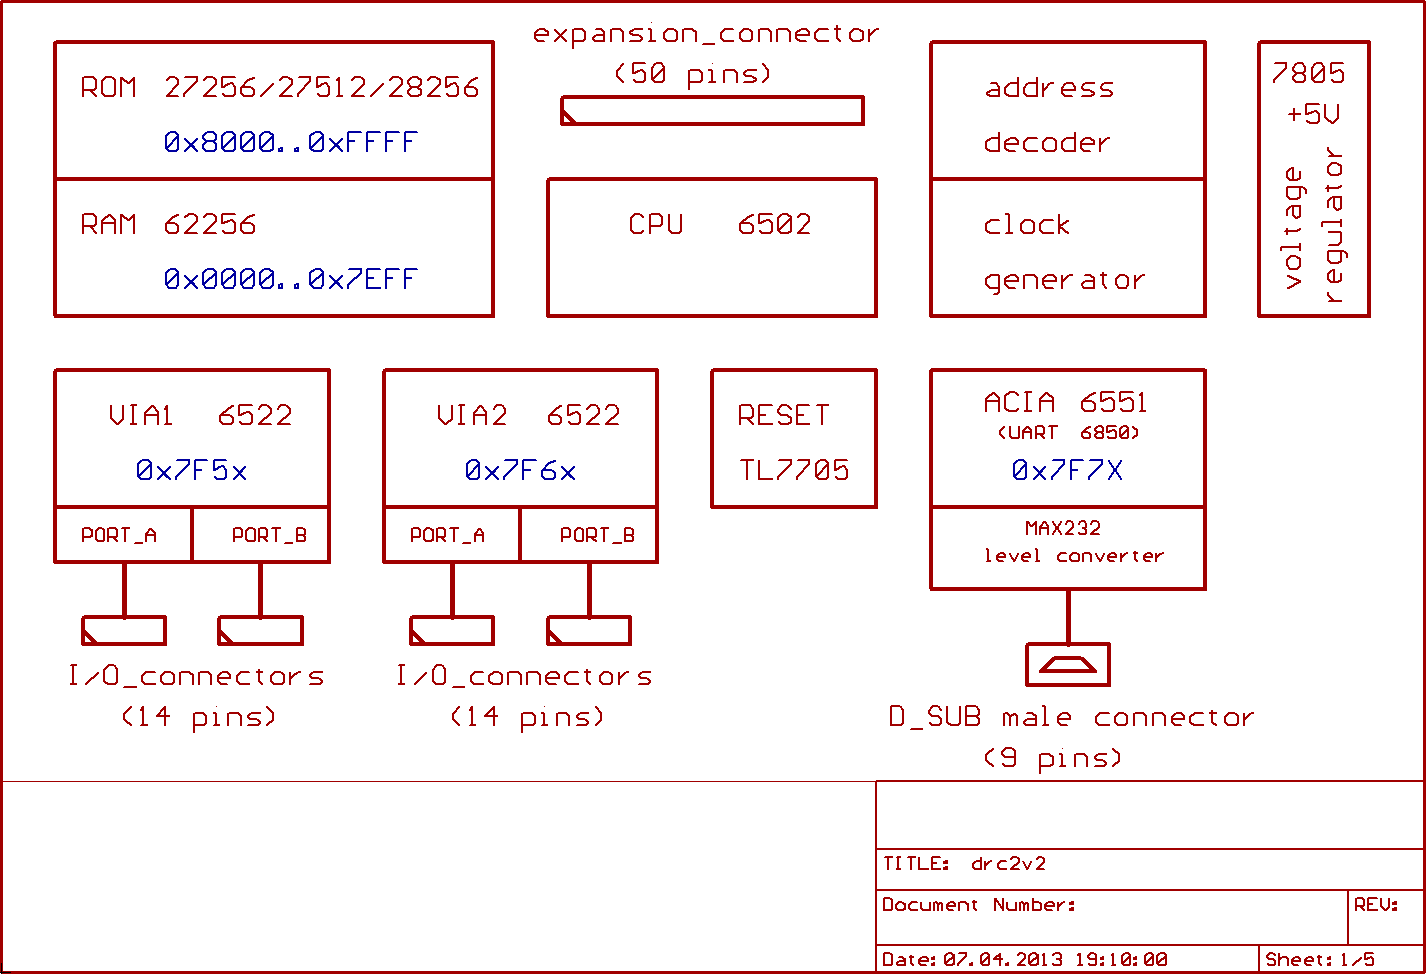 expansion_connector
(50 pins)
ROM 27256/27512/28256
0x8000..0xFFFF
RAM 62256
0x0000..0x7EFF
CPU 6502
address
decoder
clock
generator
7805
+5V
voltage
regulator
VIA1 6522
0x7F5x
PORT_A PORT_B
I/O_connectors
(14 pins)
VIA2 6522
0x7F6x
PORT_A PORT_B
I/O_connectors
(14 pins)
RESET
TL7705
ACIA 6551
(UART 6850)
0x7F7X
MAX232
level converter
D_SUB male connector
(9 pins)
TITLE: drc2v2
Document Number:
REV:
Date: 07.04.2013 19:10:00
Sheet: 1/5